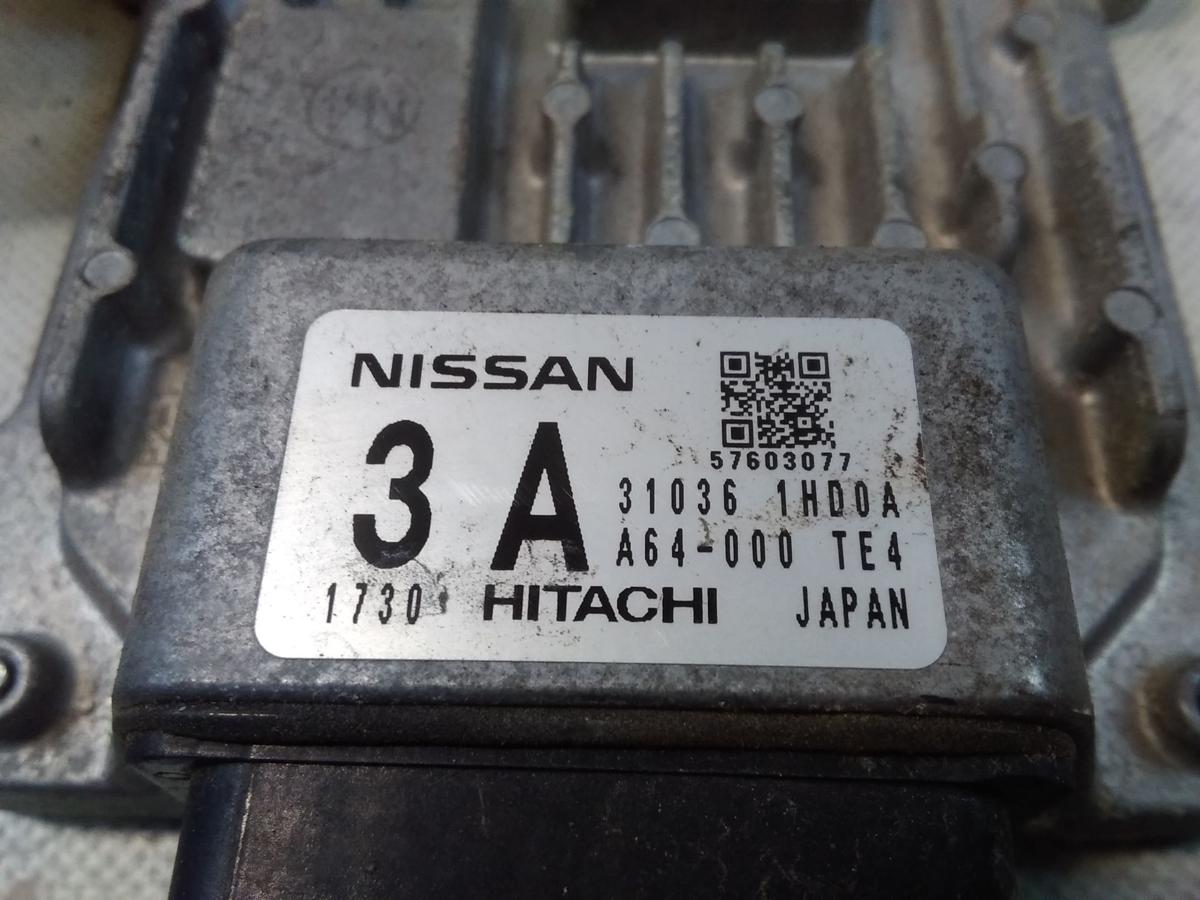 NISSAN
57603077
3 A
31036 1HD0A
A64-000 TE4
1730 HITACHI JAPAN